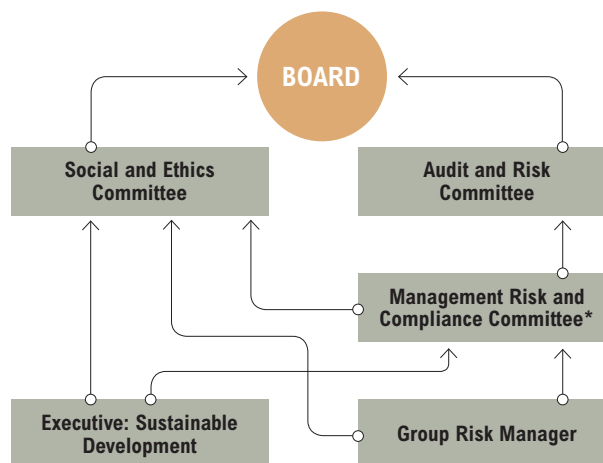 BOARD
Social and Ethics
Committee
Audit and Risk
Committee
Management Risk and
Compliance Committee*
Executive: Sustainable
Development
Group Risk Manager